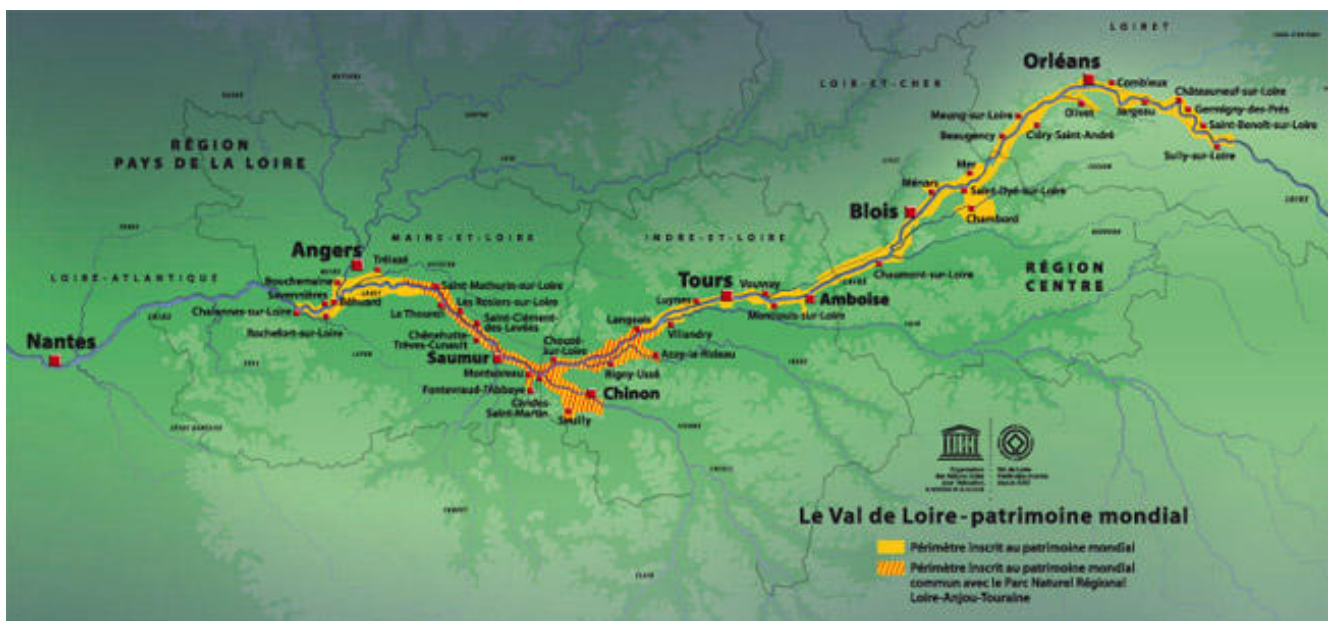 LOIRET
Orléans
Combleux
Châteauneuf-sur-Loire
LOIR-ET-CHER
Germigny-des-Prés
Meung-sur-Loire
Olivet
Jargeau
Saint-Benoît-sur-Loire
Beaugency
Cléry-Saint-André
Sully-sur-Loire
RÉGION
PAYS DE LA LOIRE
Mer
Ménars
Saint-Dyé-sur-Loire
Blois
Chambord
LOIRE
MAINE-ET-LOIRE
INDRE-ET-LOIRE
Angers
Trélazé
Chaumont-sur-Loire
RÉGION
CENTRE
LOIRE-ATLANTIQUE
Bouchemaine
Saint-Mathurin-sur-Loire
Tours
Vouvray
Savennières
Béhuard
Les Rosiers-sur-Loire
Luynes
Amboise
Chalonnes-sur-Loire
Le Thoureil
Saint-Clément-
des-Levées
Montlouis-sur-Loire
Rochefort-sur-Loire
Langeais
Villandry
Nantes
Chênehutte-
Trèves-Cunault
Chouzé-
sur-Loire
Azay-le-Rideau
Saumur
Rigny-Ussé
Montsoreau
Fontevraud-l'Abbaye
Chinon
Candes-
Saint-Martin
Seuilly
INDRE
VIENNE
CREUSE
Le Val de Loire - patrimoine mondial
Périmètre inscrit au patrimoine mondial
Périmètre inscrit au patrimoine mondial
commun avec le Parc Naturel Régional
Loire-Anjou-Touraine